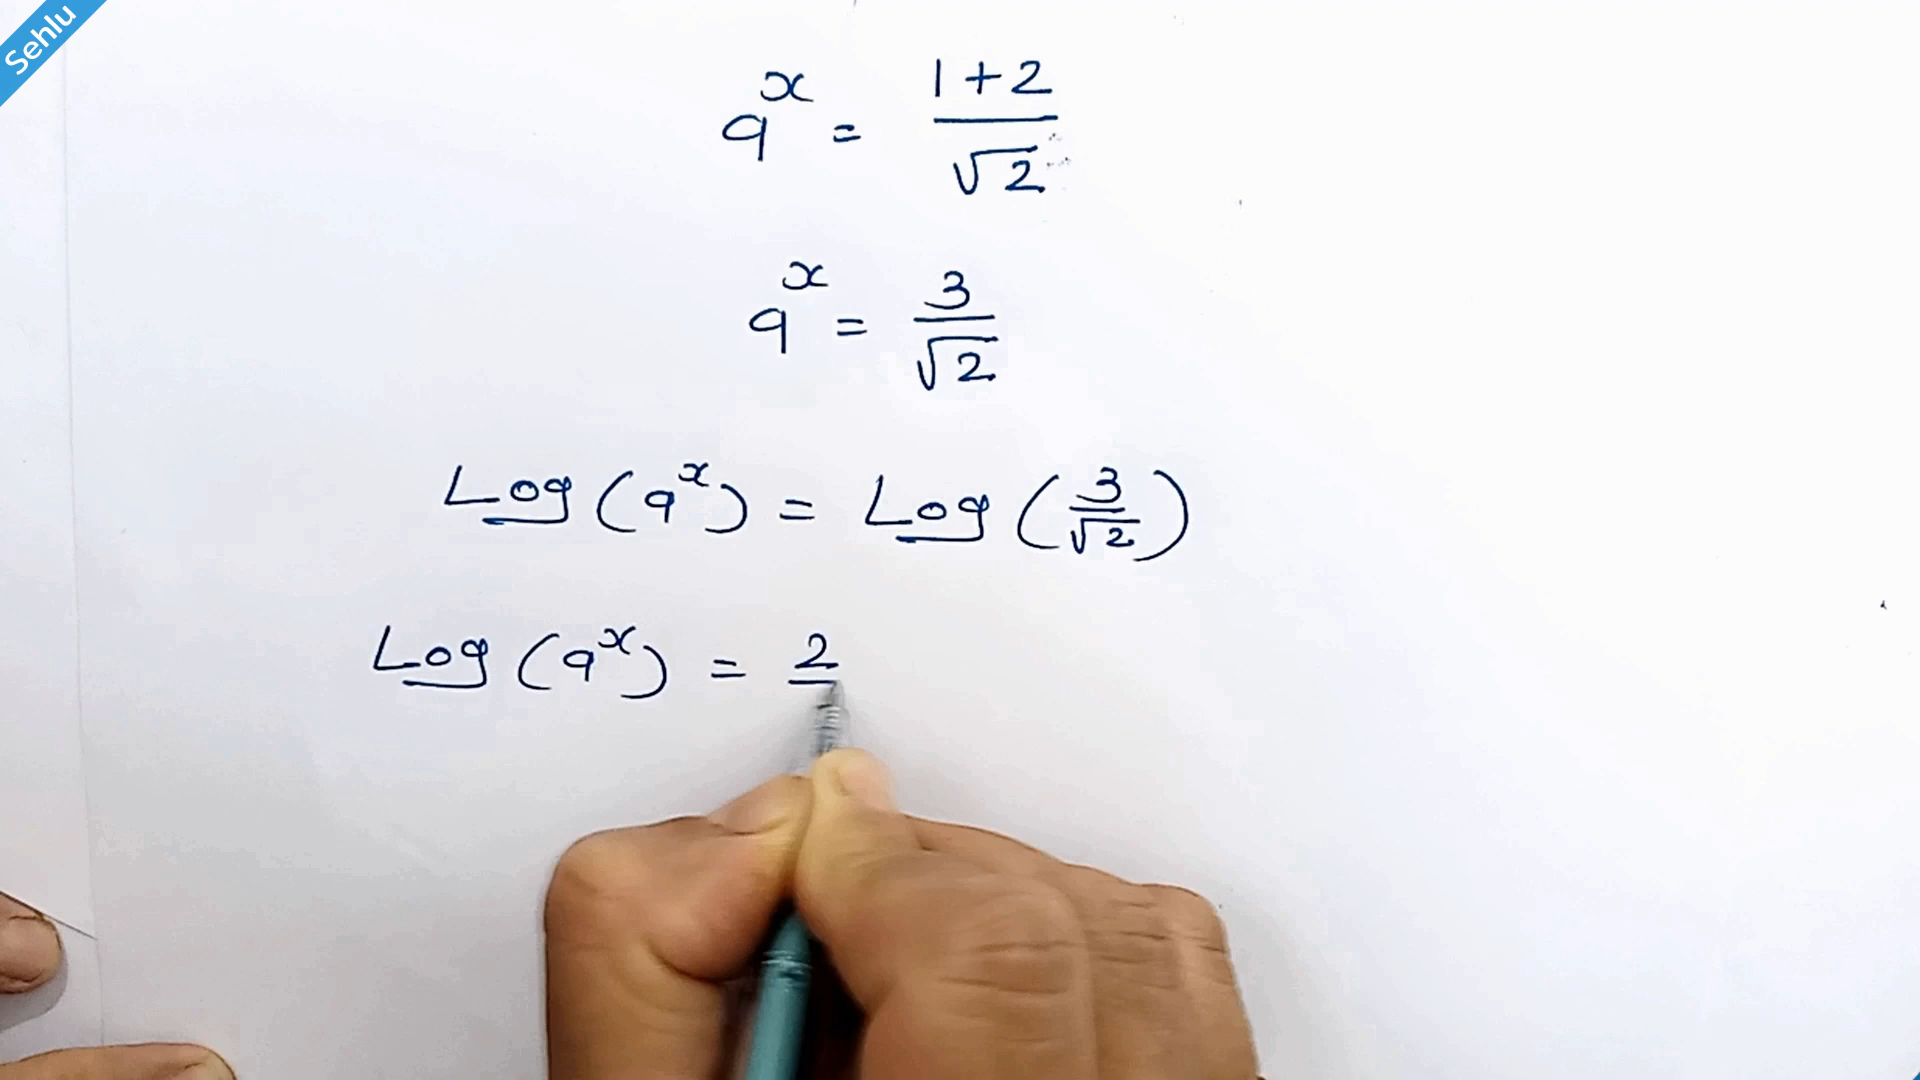 Sehlu
9^x = (1+2)/√2
9^x = 3/√2
Log (9^x) = Log (3/√2)
Log (9^x) = 2/